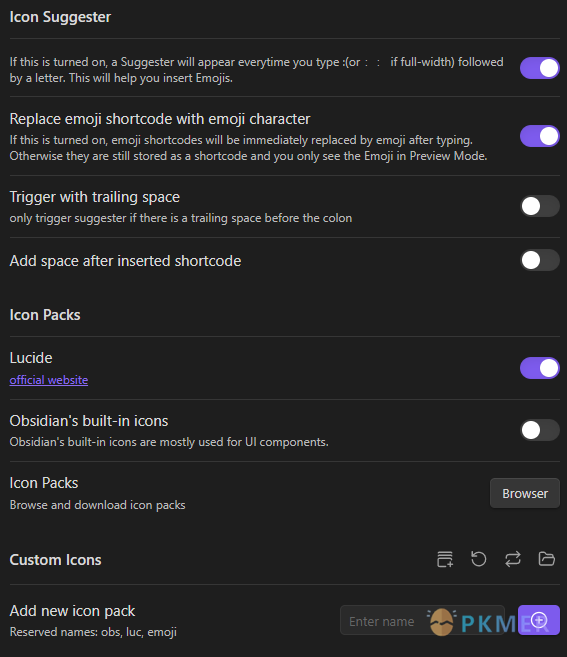 Icon Suggester
If this is turned on, a Suggester will appear everytime you type :(or： ： if full-width) followed
by a letter. This will help you insert Emojis.
Replace emoji shortcode with emoji character
If this is turned on, emoji shortcodes will be immediately replaced by emoji after typing.
Otherwise they are still stored as a shortcode and you only see the Emoji in Preview Mode.
Trigger with trailing space
only trigger suggester if there is a trailing space before the colon
Add space after inserted shortcode
Icon Packs
Lucide
official website
Obsidian's built-in icons
Obsidian's built-in icons are mostly used for UI components.
Icon Packs
Browse and download icon packs
Browser
Custom Icons
Add new icon pack
Reserved names: obs, luc, emoji
Enter name
PKMER